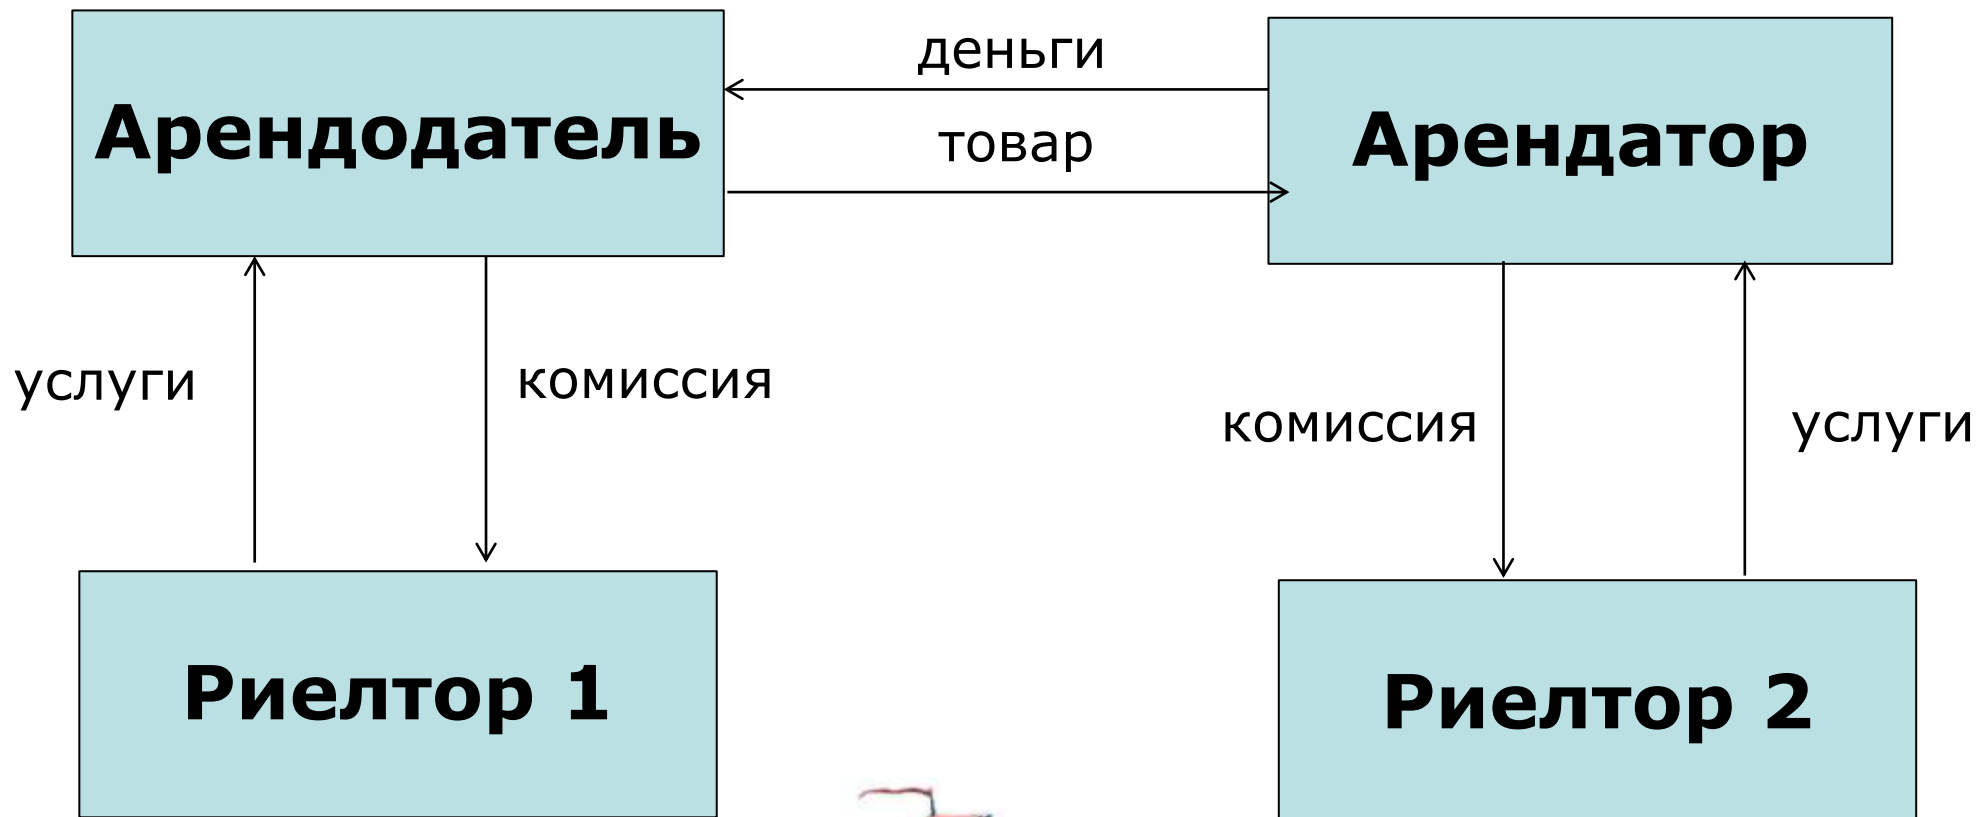 деньги
Арендодатель
товар
Арендатор
услуги
комиссия
комиссия
услуги
Риелтор 1
Риелтор 2